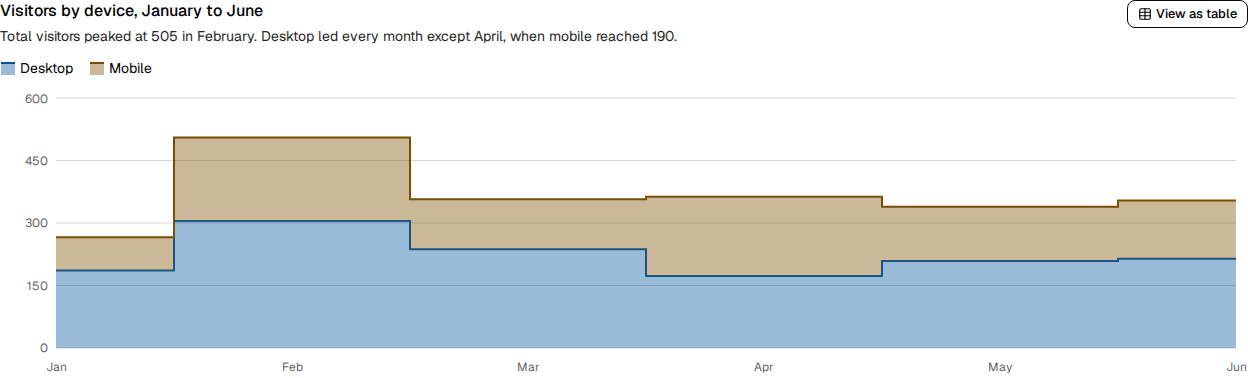 Visitors by device, January to June
View as table
Total visitors peaked at 505 in February. Desktop led every month except April, when mobile reached 190.
Desktop Mobile
600
450
300
150
0
Jan Feb Mar Apr May Jun